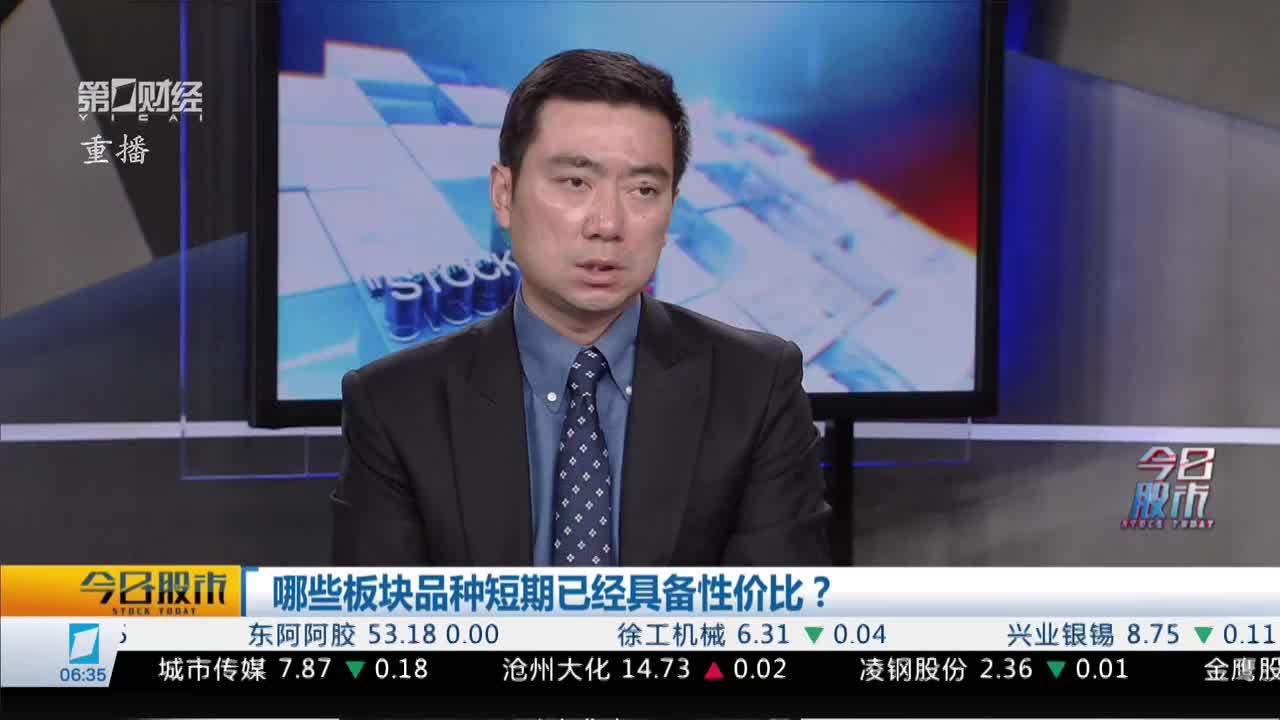 第一财经
YICAI
重播
"STOCK
今日
股市
STOCK TODAY
今日股市
STOCK TODAY
哪些板块品种短期已经具备性价比？
东阿阿胶 53.18 0.00 徐工机械 6.31 ▼ 0.04 兴业银锡 8.75 ▼ 0.11
06:35
城市传媒 7.87 ▼ 0.18 沧州大化 14.73 ▲ 0.02 凌钢股份 2.36 ▼ 0.01 金鹰股